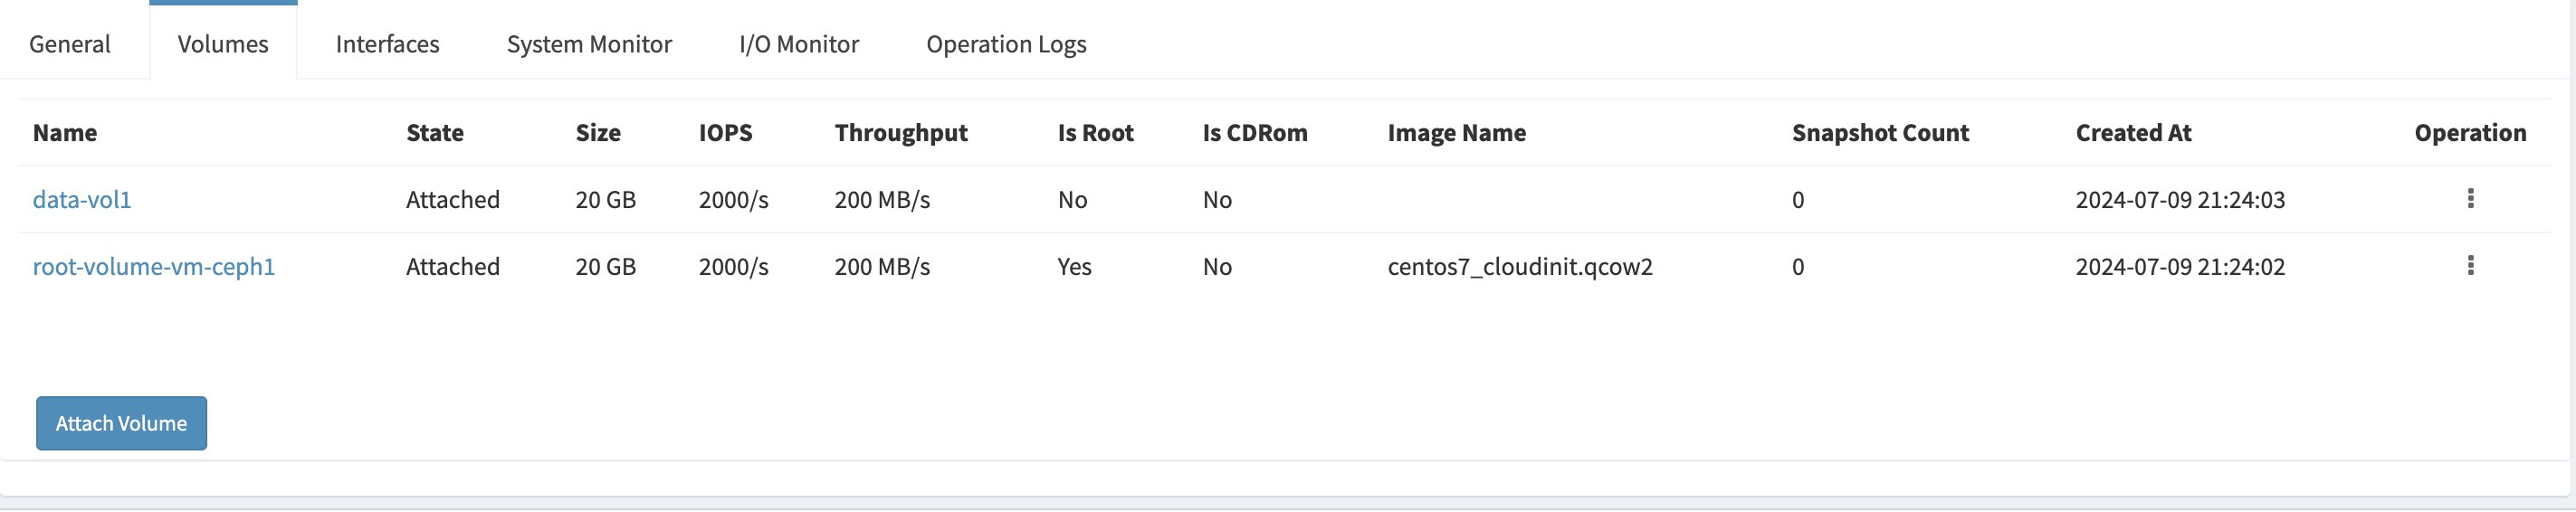 General Volumes Interfaces System Monitor I/O Monitor Operation Logs
Name State Size IOPS Throughput Is Root Is CDRom Image Name Snapshot Count Created At Operation
data-vol1 Attached 20 GB 2000/s 200 MB/s No No 0 2024-07-09 21:24:03
root-volume-vm-ceph1 Attached 20 GB 2000/s 200 MB/s Yes No centos7_cloudinit.qcow2 0 2024-07-09 21:24:02
Attach Volume